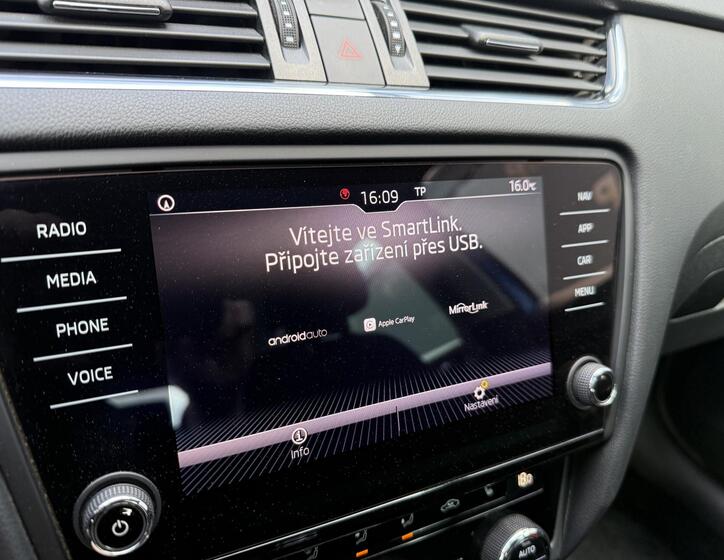 16:09
TP
16.0°C
Vítejte ve SmartLink.
Připojte zařízení přes USB.
androidauto
Apple CarPlay
MirrorLink
info
Nastavení
RADIO
MEDIA
PHONE
VOICE
NAV
APP
CAR
MENU
AUTO